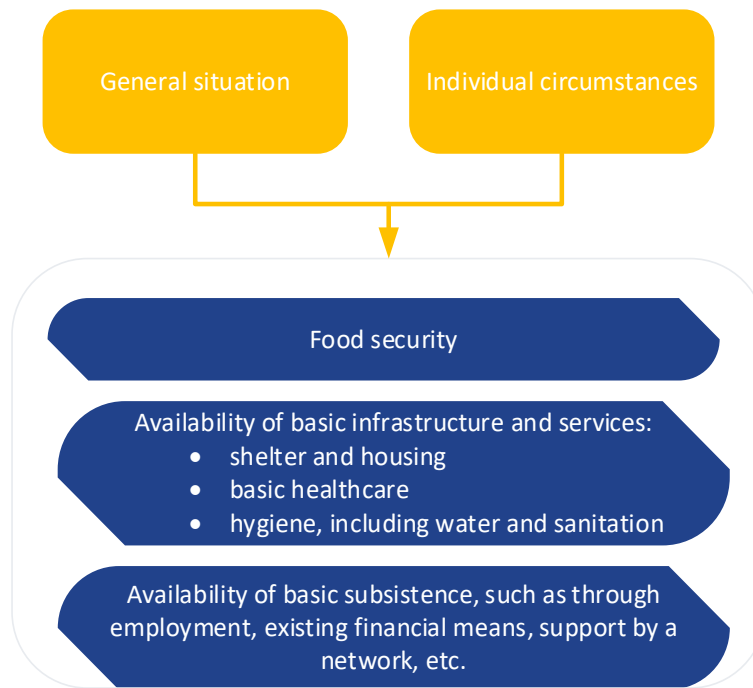 General situation
Individual circumstances
Food security
Availability of basic infrastructure and services:
• shelter and housing
• basic healthcare
• hygiene, including water and sanitation
Availability of basic subsistence, such as through
employment, existing financial means, support by a
network, etc.